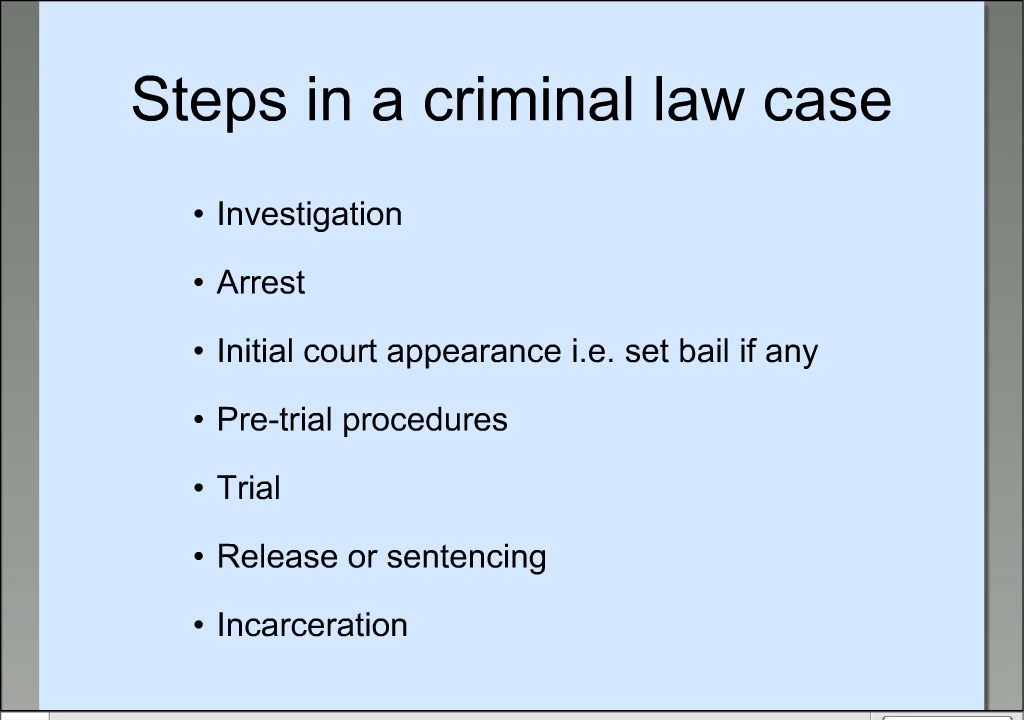 Steps in a criminal law case
• Investigation
• Arrest
• Initial court appearance i.e. set bail if any
• Pre-trial procedures
• Trial
• Release or sentencing
• Incarceration